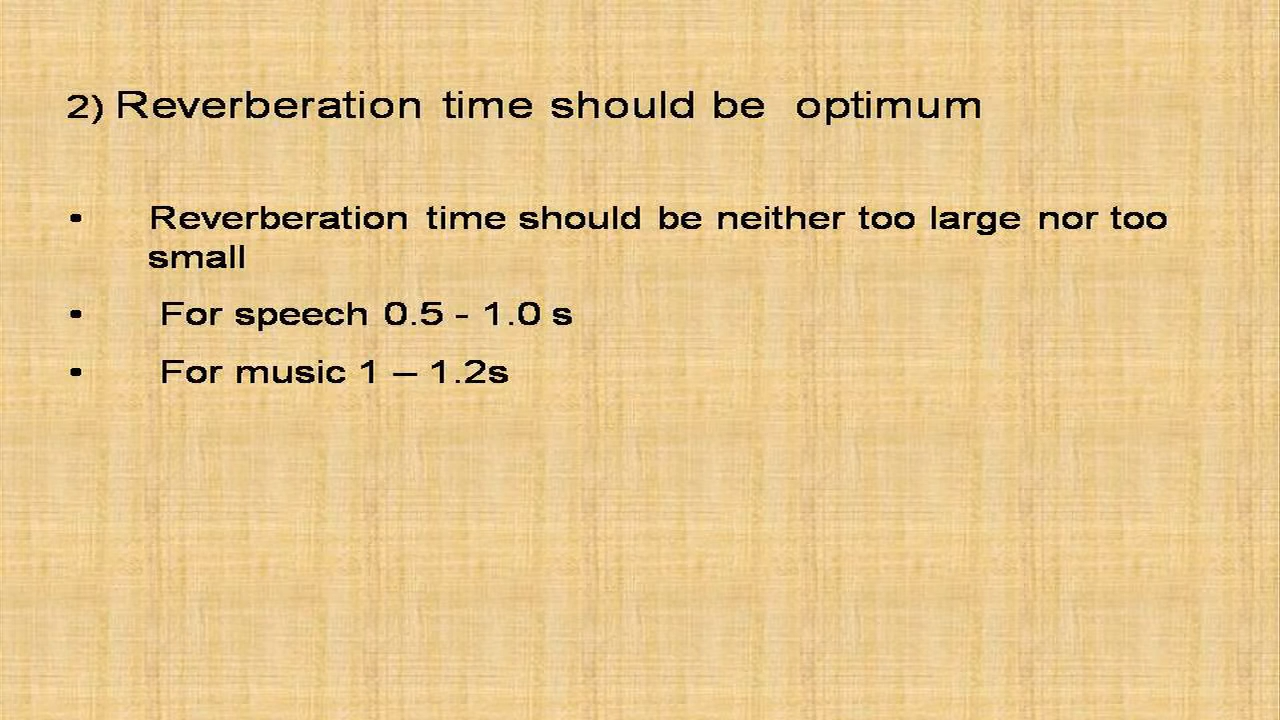 2) Reverberation time should be optimum
• Reverberation time should be neither too large nor too
small
• For speech 0.5 - 1.0 s
• For music 1 – 1.2s